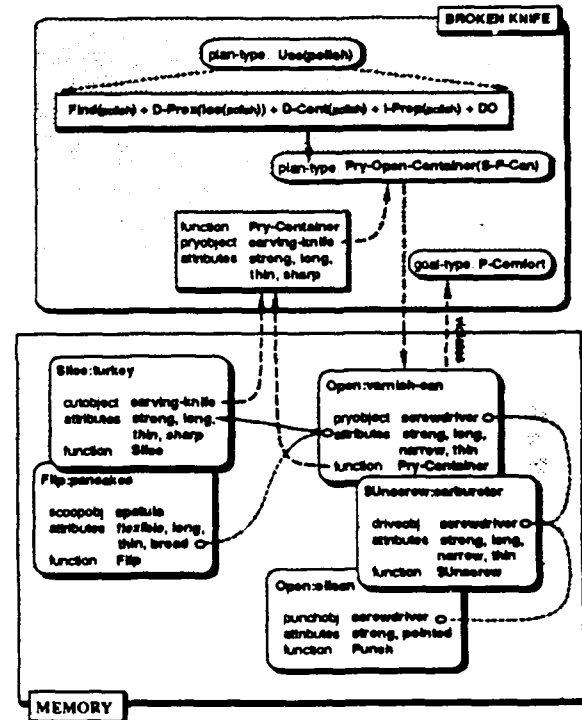 BROKEN KNIFE
plan-type: Use(polish)
Find(polish) + D-Prox(loc(polish)) + D-Cont(polish) + I-Prep(polish) + DO
plan-type: Pry-Open-Container(S-P-Can)
function Pry-Container
pryobject carving-knife
attributes strong, long,
thin, sharp
goal-type: P-Comfort
violates
Slice:turkey
cutobject carving-knife
attributes strong, long,
thin, sharp
function Slice
Flip:pancakes
scoopobj spatula
attributes flexible, long,
thin, broad
function Flip
Open:varnish-can
pryobject screwdriver
attributes strong, long,
narrow, thin
function Pry-Container
$Unscrew:carburetor
driveobj screwdriver
attributes strong, long,
narrow, thin
function $Unscrew
Open:oilcan
punchobj screwdriver
attributes strong, pointed
function Punch
MEMORY